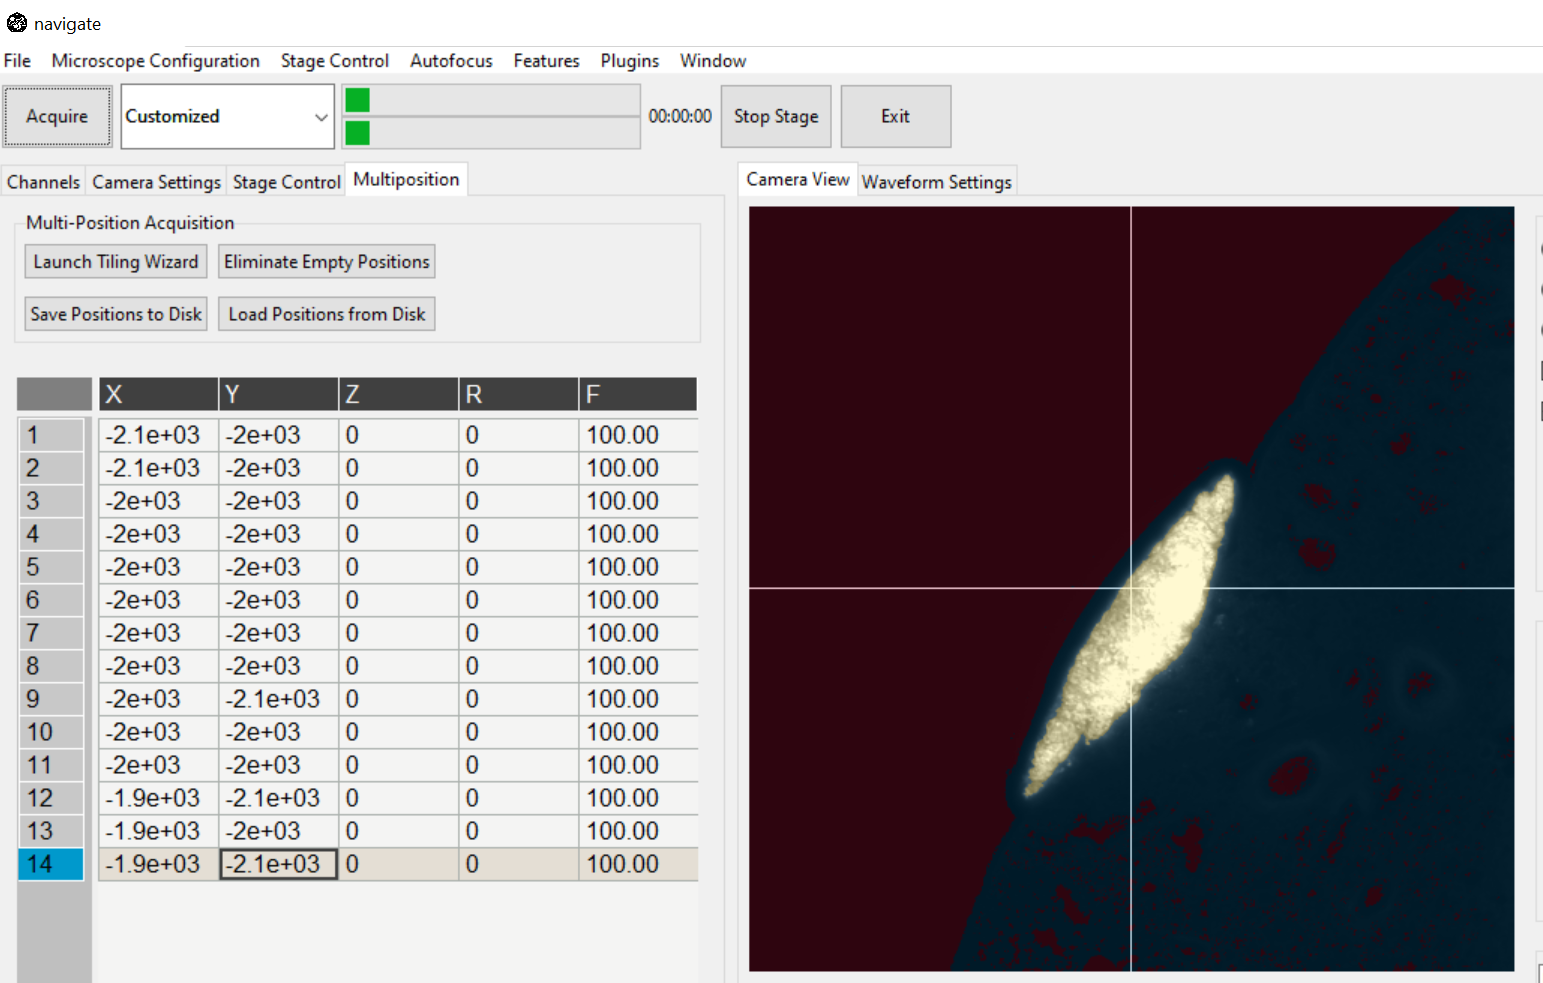 navigate
File Microscope Configuration Stage Control Autofocus Features Plugins Window
Acquire Customized 00:00:00 Stop Stage Exit
Channels Camera Settings Stage Control Multiposition Camera View Waveform Settings
Multi-Position Acquisition
Launch Tiling Wizard Eliminate Empty Positions
Save Positions to Disk Load Positions from Disk
X Y Z R F
1 -2.1e+03 -2e+03 0 0 100.00
2 -2.1e+03 -2e+03 0 0 100.00
3 -2e+03 -2e+03 0 0 100.00
4 -2e+03 -2e+03 0 0 100.00
5 -2e+03 -2e+03 0 0 100.00
6 -2e+03 -2e+03 0 0 100.00
7 -2e+03 -2e+03 0 0 100.00
8 -2e+03 -2e+03 0 0 100.00
9 -2e+03 -2.1e+03 0 0 100.00
10 -2e+03 -2e+03 0 0 100.00
11 -2e+03 -2e+03 0 0 100.00
12 -1.9e+03 -2.1e+03 0 0 100.00
13 -1.9e+03 -2e+03 0 0 100.00
14 -1.9e+03 -2.1e+03 0 0 100.00